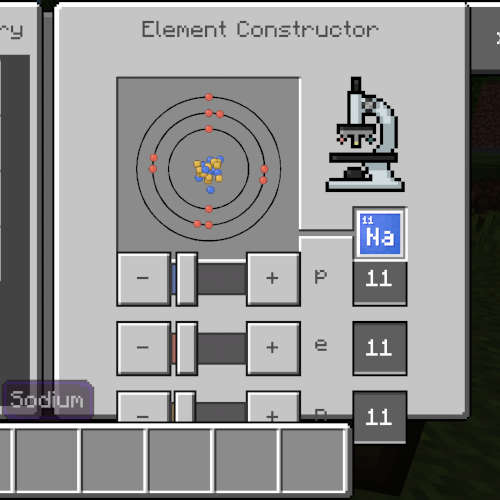 ry
Element Constructor
11
Na
- + p 11
- + e 11
Sodium
- + n 11